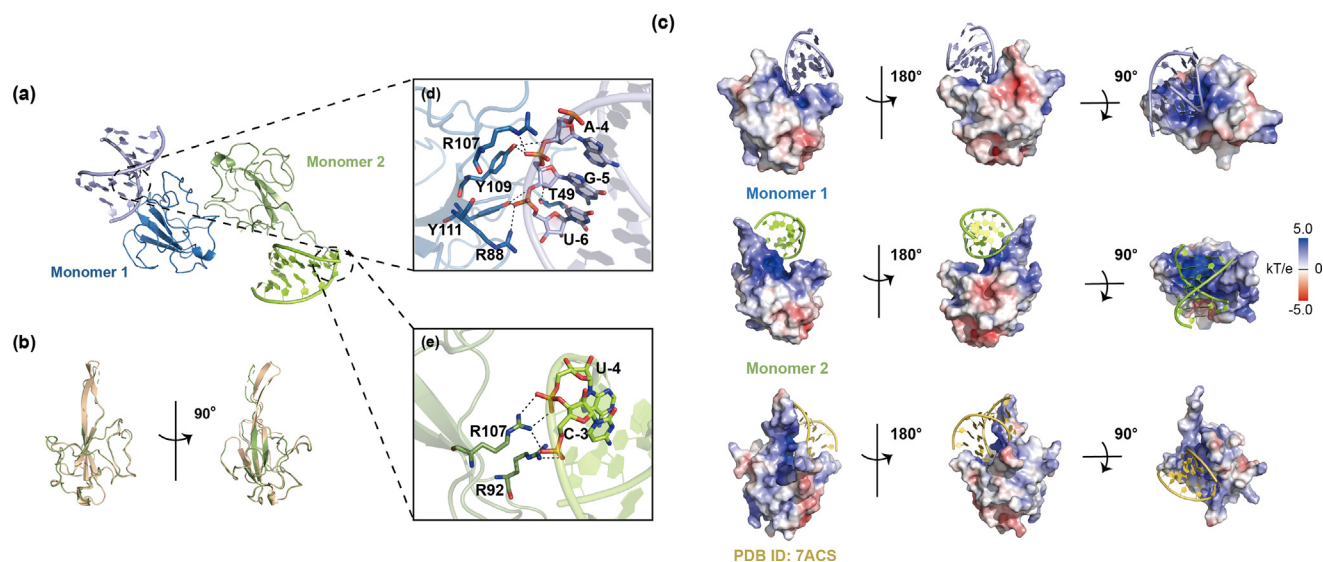 (a)
Monomer 2
Monomer 1
(d)
A-4
R107
G-5
Y109
T49
Y111
U-6
R88
(b)
90°
(e)
U-4
R107
C-3
R92
(c)
180°
90°
Monomer 1
180°
90°
5.0
kT/e
0
-5.0
Monomer 2
180°
90°
PDB ID: 7ACS